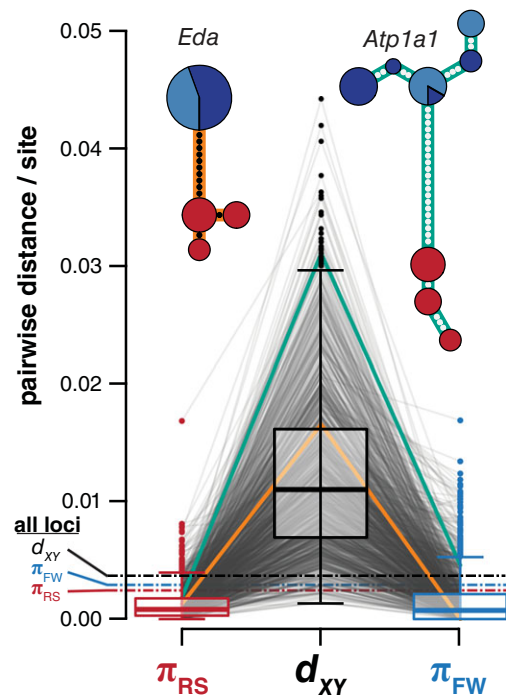 0.05
Eda
Atp1a1
0.04
0.03
pairwise distance / site
0.02
0.01
all loci
dXY
πFW
πRS
0.00
πRS
dXY
πFW